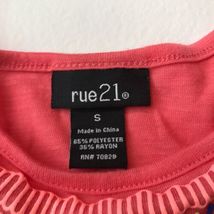 rue21®
S
Made in China
65% POLYESTER
35% RAYON
RN# 70829